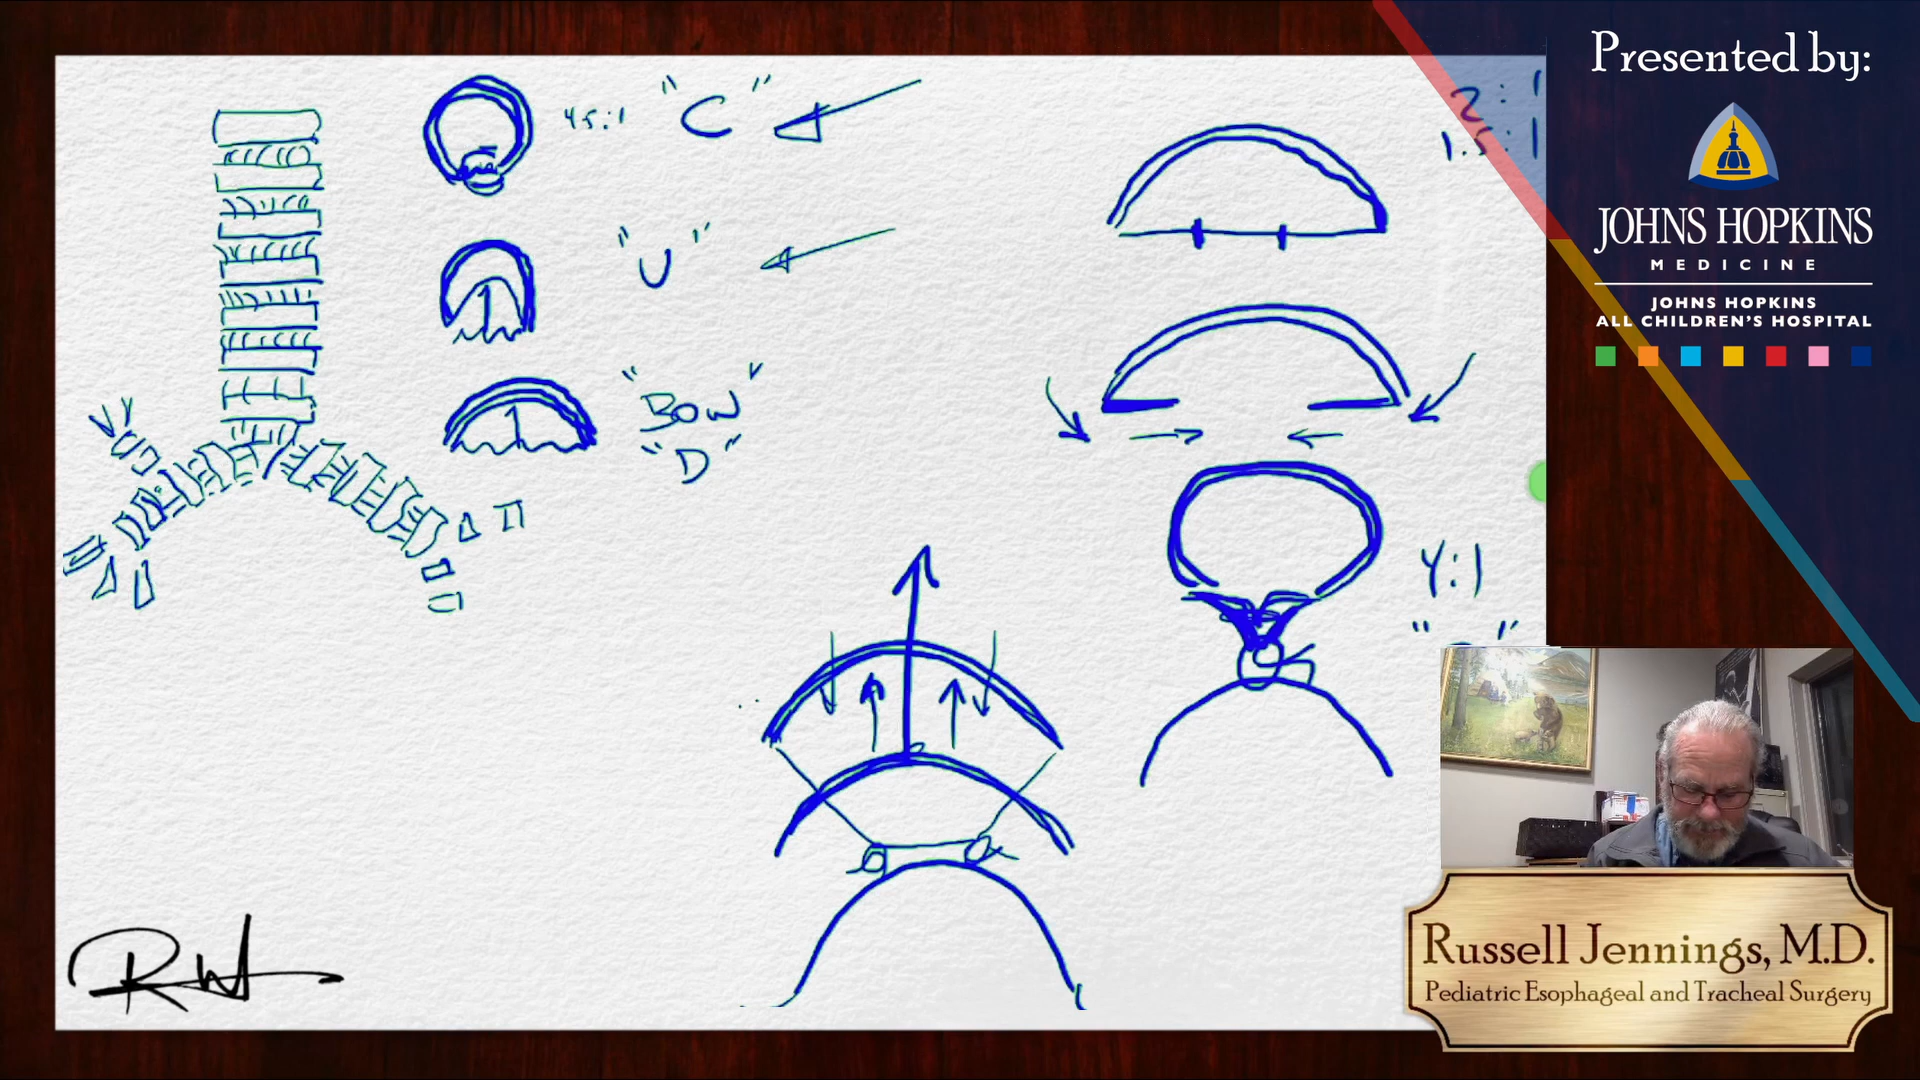 4.5:1 "C"
"U"
"BOW"
"D"
2:1
1.5:1
4:1
Presented by:
JOHNS HOPKINS
MEDICINE
JOHNS HOPKINS
ALL CHILDREN'S HOSPITAL
Russell Jennings, M.D.
Pediatric Esophageal and Tracheal Surgery